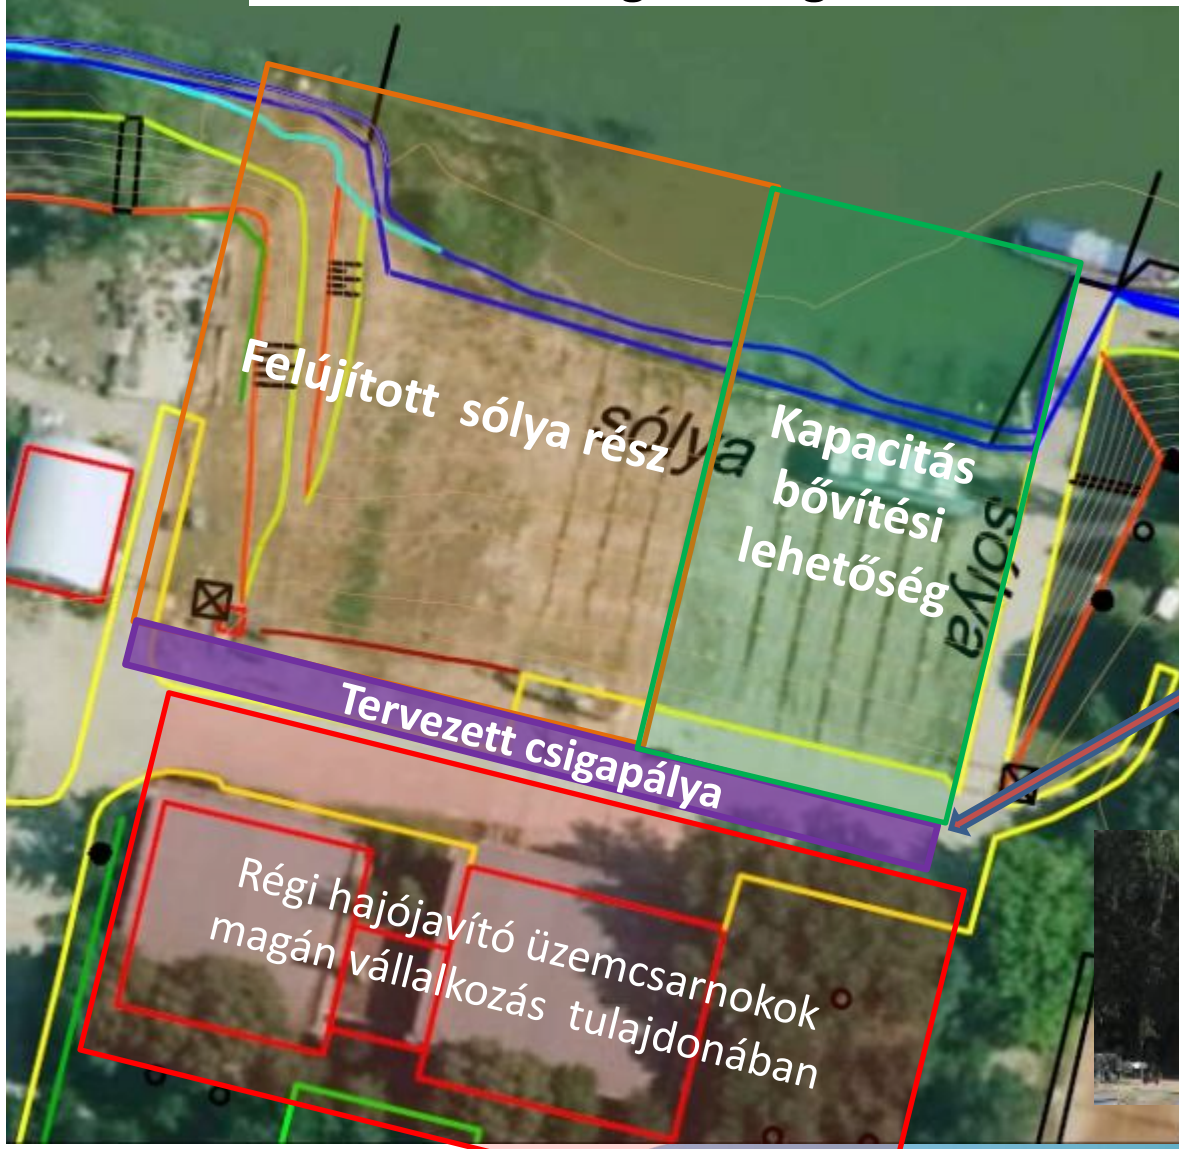 Felújított sólya rész
sólya
Kapacitás
bővítési
lehetőség
sólya
Tervezett csigapálya
Régi hajójavító üzemcsarnokok
magán vállalkozás tulajdonában